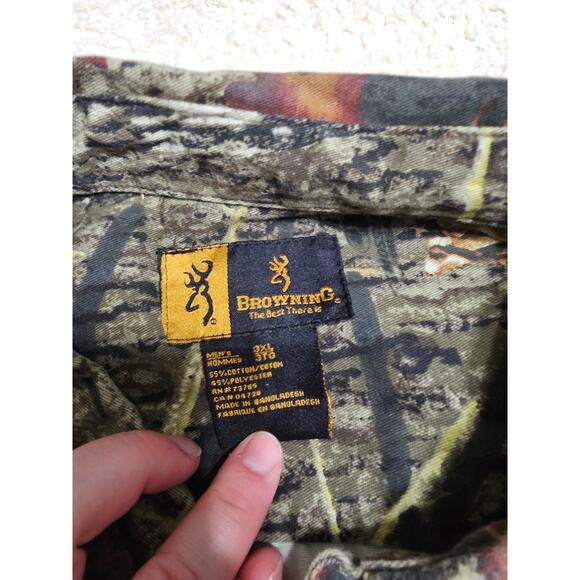 BROWNING
The Best There is
MEN'S 3XL
HOMMES 3TG
55% COTTON/COTON
45% POLYESTER
RN# 73785
CA# 04728
MADE IN BANGLADESH
FABRIQUE EN BANGLADESH